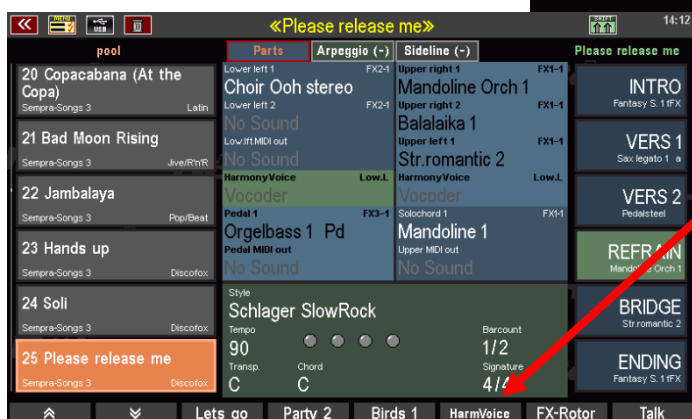 MENU
USB
«Please release me»
SHIFT
14:12
pool
Parts
Arpeggio (-)
Sideline (-)
Please release me
20 Copacabana (At the
Copa)
Sempra-Songs 3 Latin
21 Bad Moon Rising
Sempra-Songs 3 Jive/R'n'R
22 Jambalaya
Sempra-Songs 3 Pop/Beat
23 Hands up
Sempra-Songs 3 Discofox
24 Soli
Sempra-Songs 3 Discofox
25 Please release me
Sempra-Songs 3 Discofox
Lower left 1 FX2-1
Choir Ooh stereo
Lower left 2 FX2-1
No Sound
Low.lft.MIDI out
No Sound
HarmonyVoice Low.L
Vocoder
Pedal 1 FX3-1
Orgelbass 1 Pd
Pedal MIDI out
No Sound
Upper right 1 FX1-1
Mandoline Orch 1
Upper right 2 FX1-1
Balalaika 1
Upper left 1 FX1-1
Str.romantic 2
HarmonyVoice Low.L
Vocoder
Solochord 1 FX1-1
Mandoline 1
Upper MIDI out
No Sound
Style
Schlager SlowRock
Tempo Barcount
90 1/2
Transp. Chord Signature
C C 4/4
INTRO
Fantasy S. 1 fFX
VERS 1
Sax legato 1 a
VERS 2
Pedalsteel
REFRAIN
Mandoline Orch 1
BRIDGE
Str.romantic 2
ENDING
Fantasy S. 1 fFX
Lets go
Party 2
Birds 1
HarmVoice
FX-Rotor
Talk